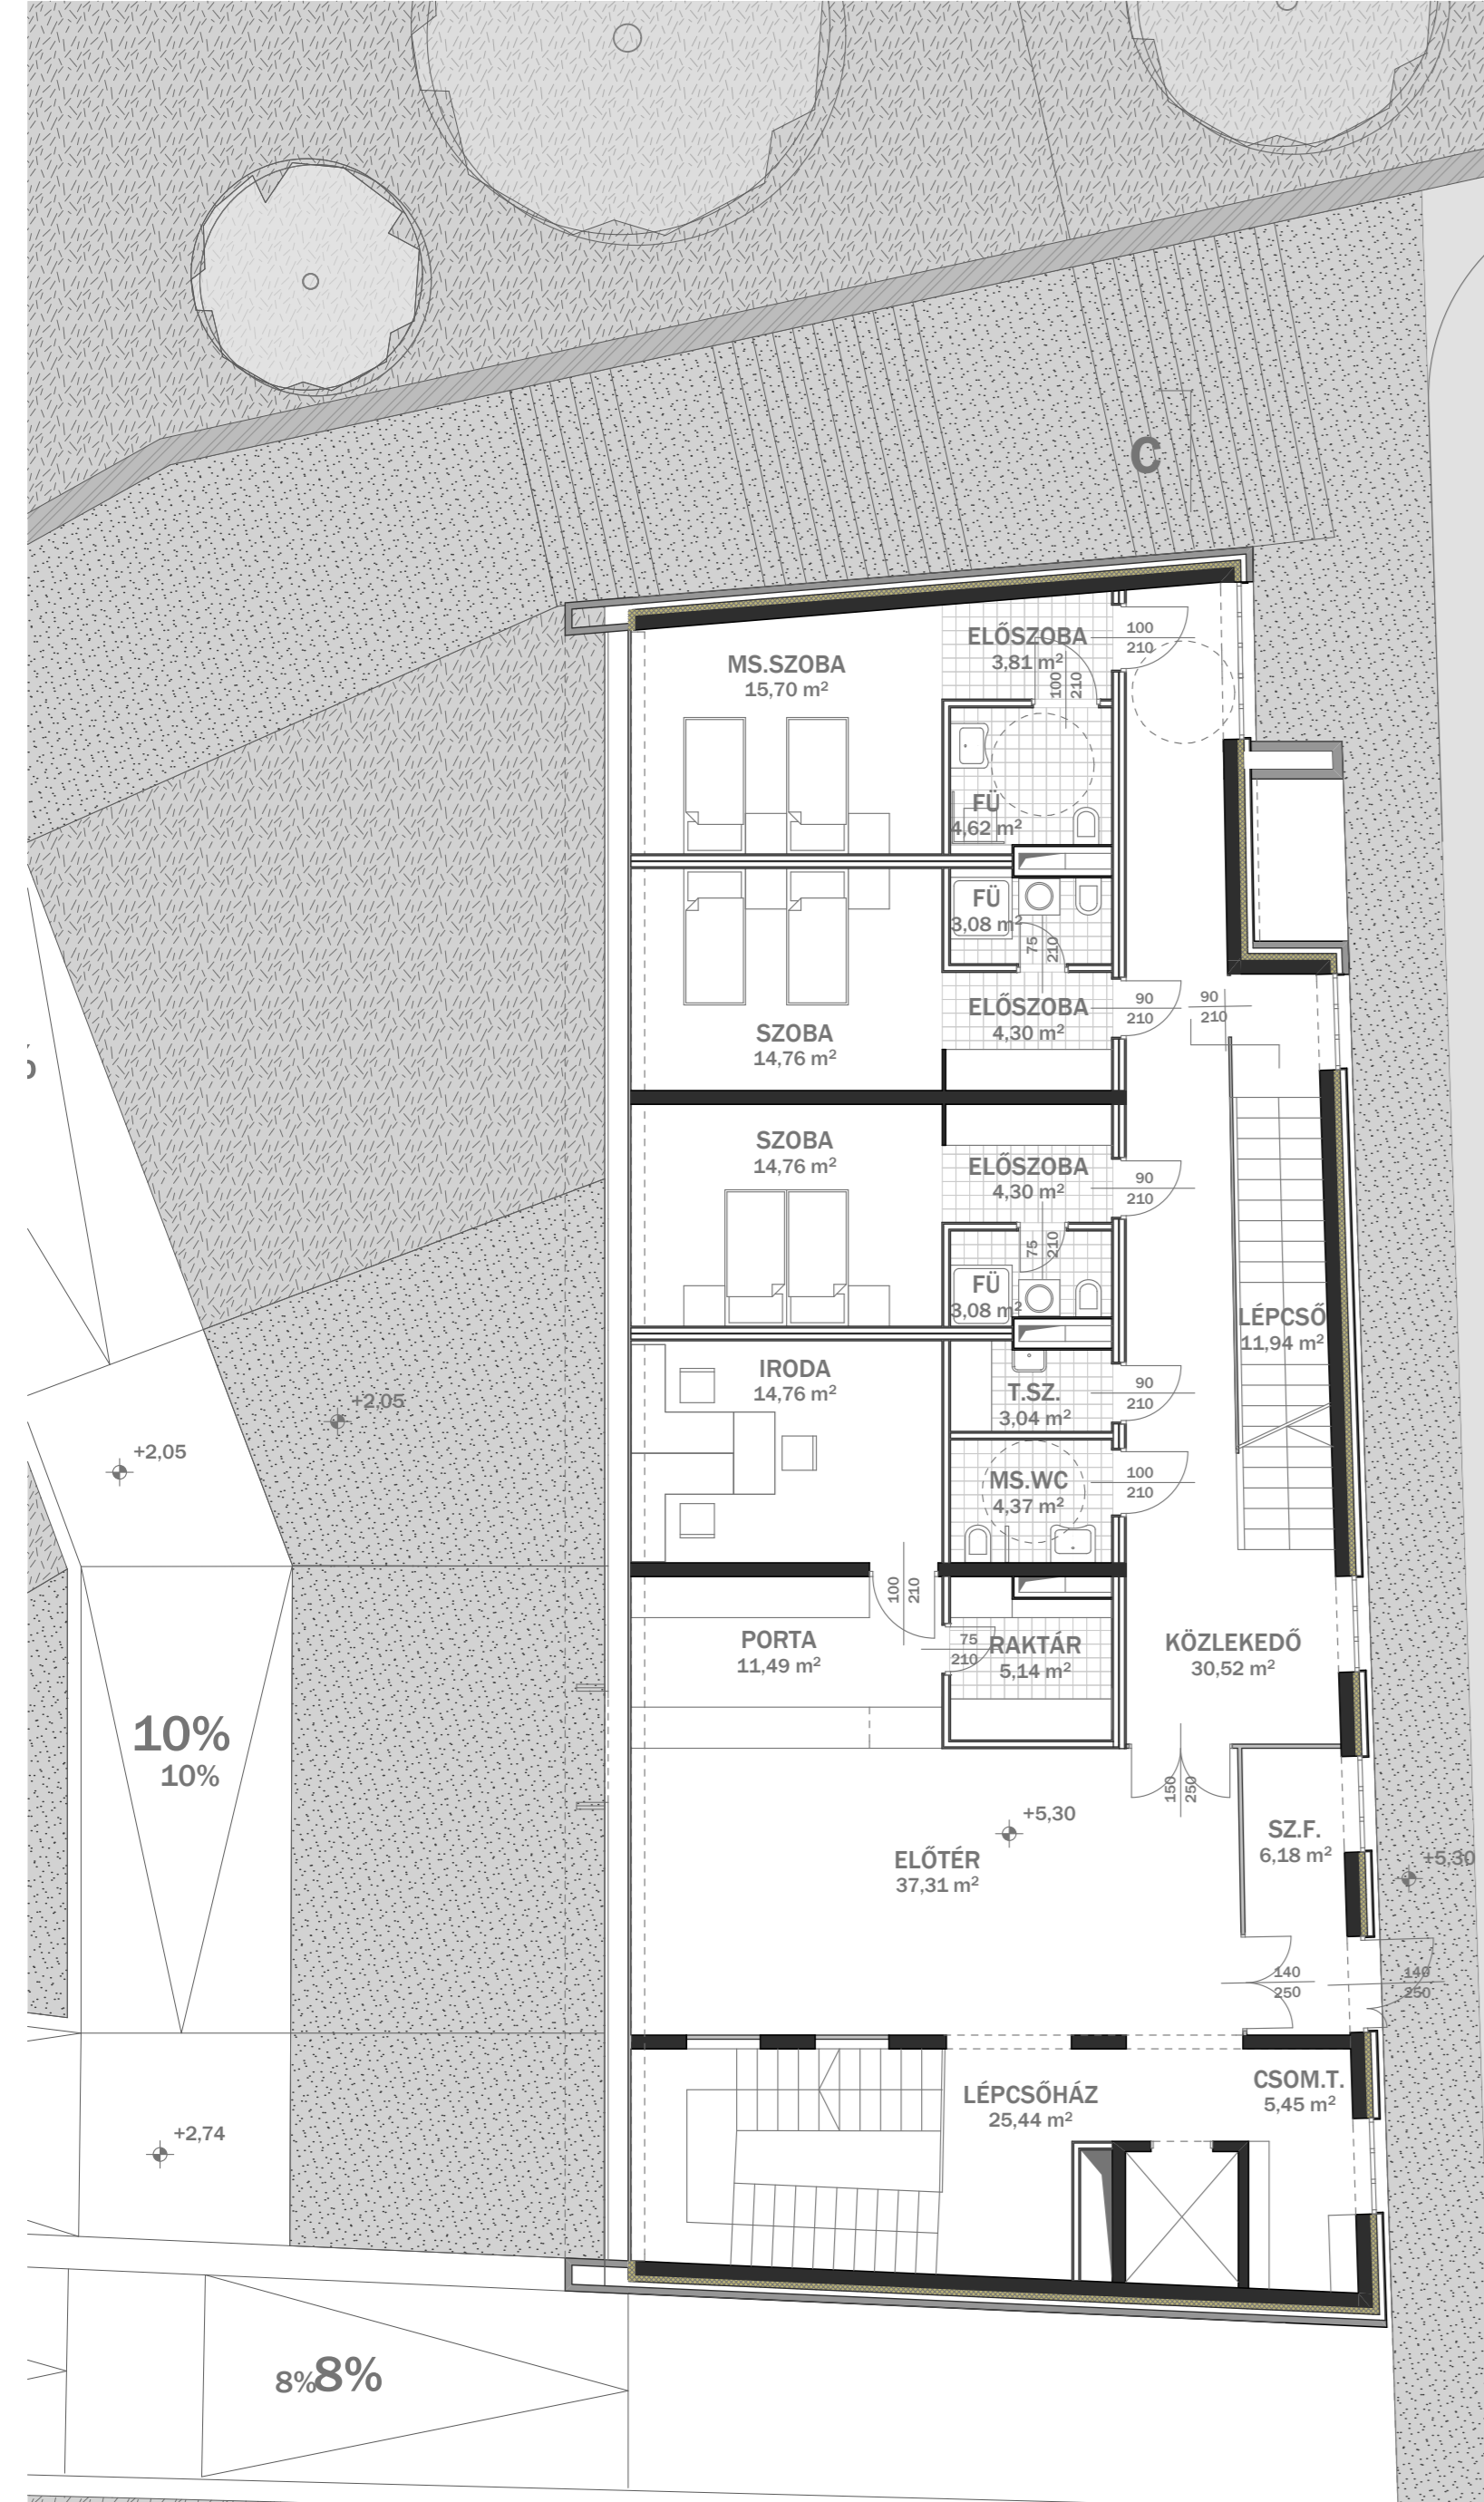 C
ELŐSZOBA
3,81 m²
100
210
100
210
MS.SZOBA
15,70 m²
FÜ
4,62 m²
FÜ
3,08 m²
75
210
ELŐSZOBA
4,30 m²
90
210
90
210
SZOBA
14,76 m²
SZOBA
14,76 m²
ELŐSZOBA
4,30 m²
90
210
75
210
FÜ
3,08 m²
LÉPCSŐ
11,94 m²
IRODA
14,76 m²
T.SZ.
3,04 m²
90
210
+2,05
+2,05
MS.WC
4,37 m²
100
210
100
210
PORTA
11,49 m²
75
210
RAKTÁR
5,14 m²
KÖZLEKEDŐ
30,52 m²
10%
10%
150
250
+5,30
SZ.F.
6,18 m²
+5,30
ELŐTÉR
37,31 m²
140
250
140
250
LÉPCSŐHÁZ
25,44 m²
CSOM.T.
5,45 m²
+2,74
8%
8%